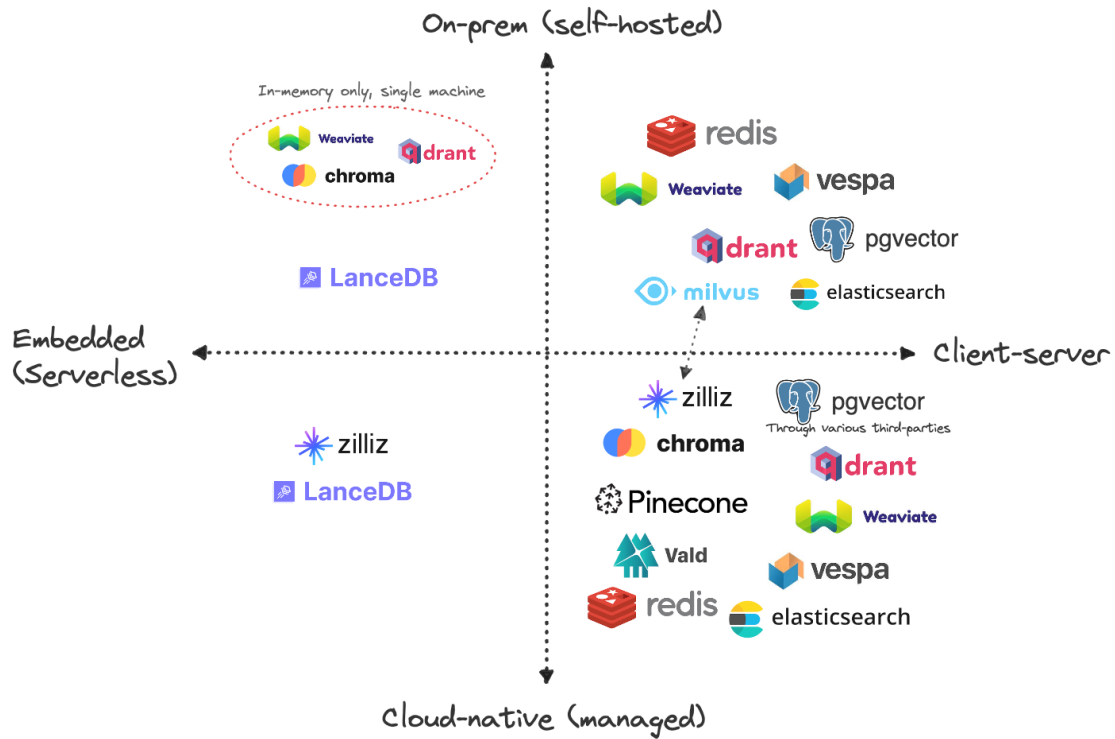 On-prem (self-hosted)
In-memory only, single machine
Weaviate
qdrant
chroma
LanceDB
redis
Weaviate
vespa
qdrant
pgvector
milvus
elasticsearch
Embedded
(Serverless)
Client-server
zilliz
LanceDB
zilliz
pgvector
Through various third-parties
chroma
qdrant
Pinecone
Weaviate
Vald
vespa
redis
elasticsearch
Cloud-native (managed)